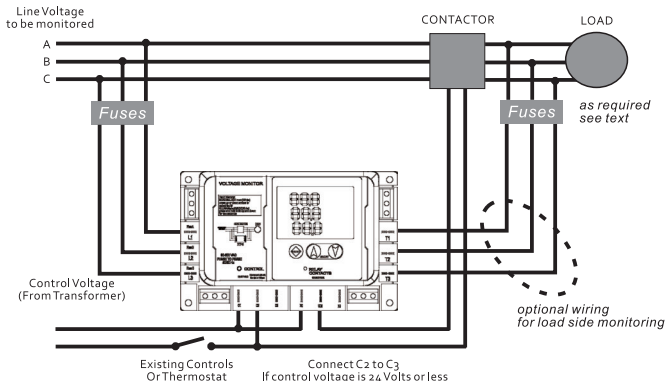 Line Voltage
to be monitored
CONTACTOR
LOAD
A
B
C
Fuses
Fuses
as required
see text
VOLTAGE MONITOR
L1
L2
L3
T1
T2
T3
CONTROL
RELAY
CONTACTS
Control Voltage
(From Transformer)
optional wiring
for load side monitoring
Existing Controls
Or Thermostat
Connect C2 to C3
If control voltage is 24 Volts or less